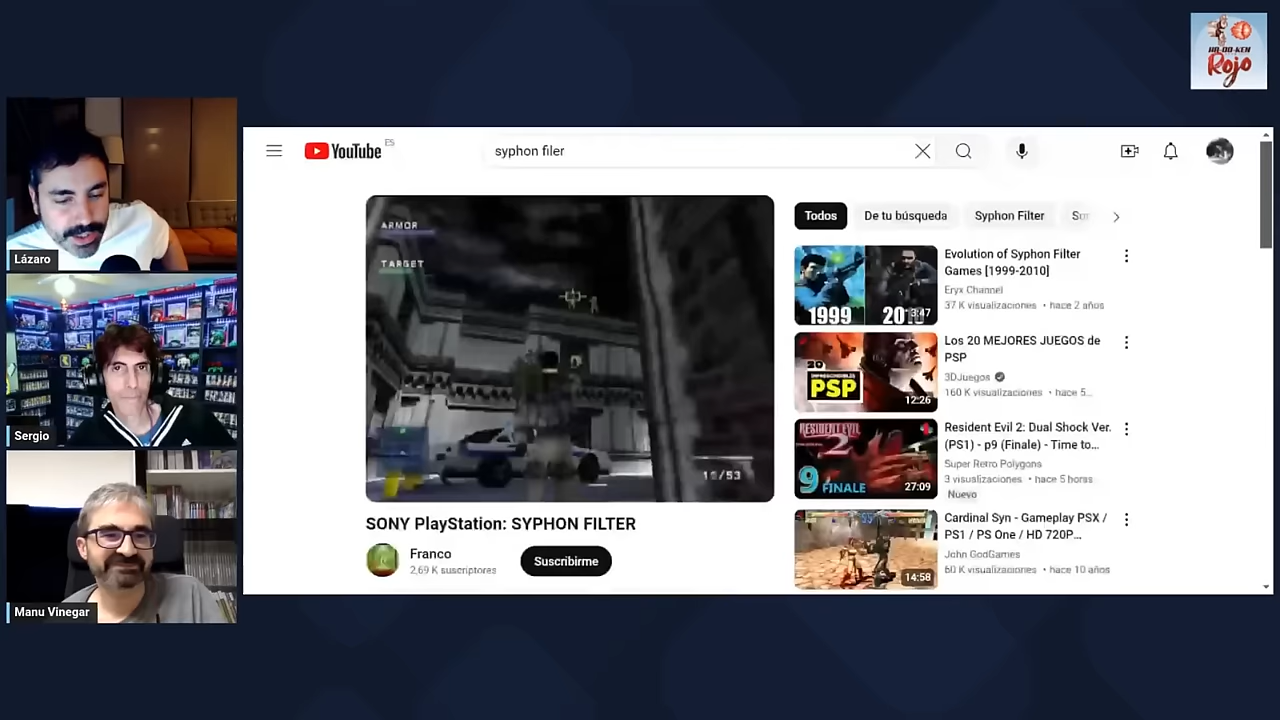 HA-DO-KEN
Rojo
Lázaro
Sergio
Manu Vinegar
YouTube
ES
syphon filer
ARMOR
TARGET
SONY PlayStation: SYPHON FILTER
Franco
2,69 K suscriptores
Suscribirme
Todos
De tu búsqueda
Syphon Filter
Evolution of Syphon Filter
Games [1999-2010]
Eryx Channel
37 K visualizaciones • hace 2 años
1999
3:47
Los 20 MEJORES JUEGOS de
PSP
3DJuegos
160 K visualizaciones • hace 5...
20
PSP
12:26
Resident Evil 2: Dual Shock Ver.
(PS1) - p9 (Finale) - Time to...
Super Retro Polygons
3 visualizaciones • hace 5 horas
Nuevo
RESIDENT EVIL
2
9 FINALE
27:09
Cardinal Syn - Gameplay PSX /
PS1 / PS One / HD 720P...
John GodGames
60 K visualizaciones • hace 10 años
14:58